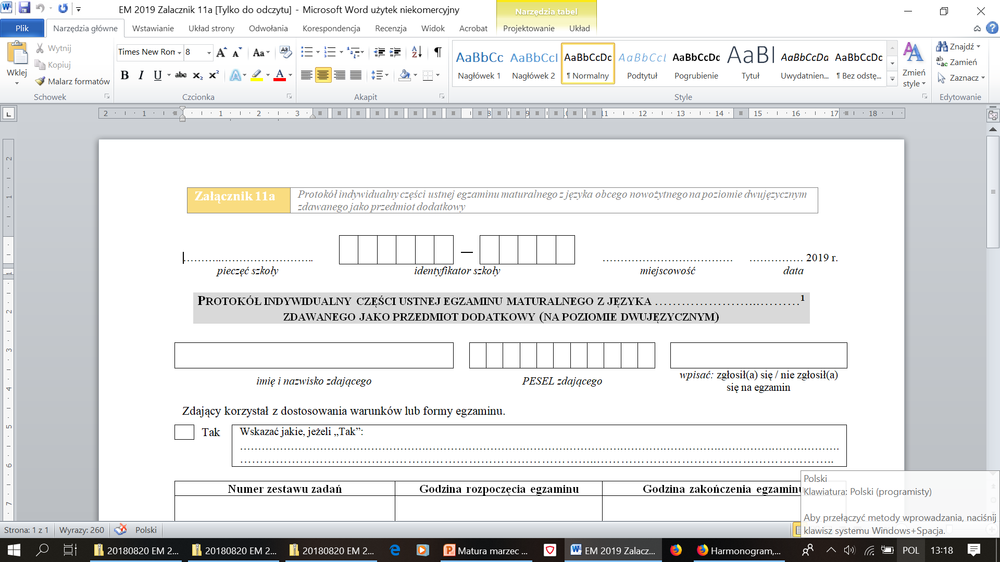 EM 2019 Zalacznik 11a [Tylko do odczytu] - Microsoft Word użytek niekomercyjny
Narzędzia tabel
Plik Narzędzia główne Wstawianie Układ strony Odwołania Korespondencja Recenzja Widok Acrobat Projektowanie Układ
Wklej
Wytnij
Kopiuj
Malarz formatów
Schowek
Times New Ron 8
Czcionka
Akapit
AaBbCc AaBbCcI AaBbCcDc AaBbCcI AaBbCcDc AaBI AaBbCcDa AaBbCcDc
Nagłówek 1 Nagłówek 2 ¶ Normalny Podtytuł Pogrubienie Tytuł Uwydatnien... ¶ Bez odstę...
Zmień style
Style
Znajdź
Zamień
Zaznacz
Edytowanie
2 1 1 2 3 8 9 10 11 12 13 14 15 16 17 18
Załącznik 11a
Protokół indywidualny części ustnej egzaminu maturalnego z języka obcego nowożytnego na poziomie dwujęzycznym
zdawanego jako przedmiot dodatkowy
………..…………………….. – …………………………… …………… 2019 r.
pieczęć szkoły identyfikator szkoły miejscowość data
PROTOKÓŁ INDYWIDUALNY CZĘŚCI USTNEJ EGZAMINU MATURALNEGO Z JĘZYKA …………………..………1
ZDAWANEGO JAKO PRZEDMIOT DODATKOWY (NA POZIOMIE DWUJĘZYCZNYM)
imię i nazwisko zdającego PESEL zdającego wpisać: zgłosił(a) się / nie zgłosił(a)
się na egzamin
Zdający korzystał z dostosowania warunków lub formy egzaminu.
Tak
Wskazać jakie, jeżeli „Tak”:
Numer zestawu zadań Godzina rozpoczęcia egzaminu Godzina zakończenia egzaminu
Polski
Klawiatura: Polski (programisty)
Aby przełączyć metody wprowadzania, naciśnij
klawisz systemu Windows+Spacja.
Strona: 1 z 1 Wyrazy: 260 Polski
20180820 EM 2... 20180820 EM 2... 20180820 EM 2... Matura marzec ... EM 2019 Zalacz... Harmonogram,... POL 13:18